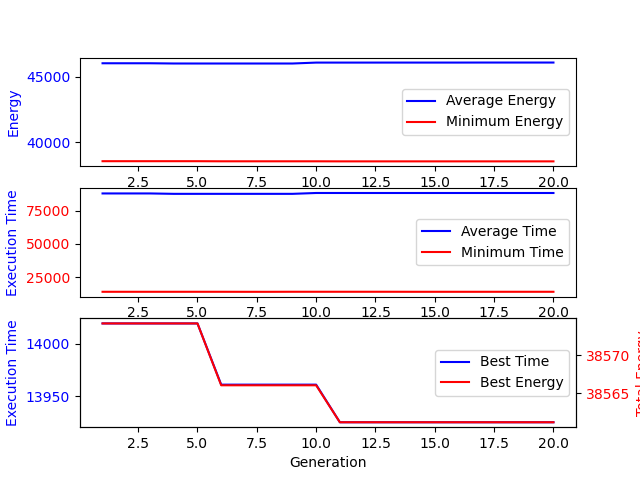 45000
40000
Energy
Average Energy
Minimum Energy
2.5 5.0 7.5 10.0 12.5 15.0 17.5 20.0
75000
50000
25000
Execution Time
Average Time
Minimum Time
2.5 5.0 7.5 10.0 12.5 15.0 17.5 20.0
14000
13950
Execution Time
Best Time
Best Energy
38570
38565
Total Energy
2.5 5.0 7.5 10.0 12.5 15.0 17.5 20.0
Generation